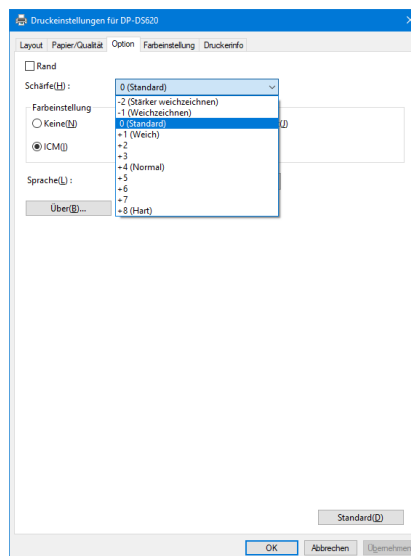 Druckeinstellungen für DP-DS620
Layout Papier/Qualität Option Farbeinstellung Druckerinfo
Rand
Schärfe(H) : 0 (Standard)
-2 (Stärker weichzeichnen)
-1 (Weichzeichnen)
0 (Standard)
+1 (Weich)
+2
+3
+4 (Normal)
+5
+6
+7
+8 (Hart)
Farbeinstellung
Keine(N)
ICM(I)
Sprache(L) :
Über(B)...
Standard(D)
OK Abbrechen Übernehmen